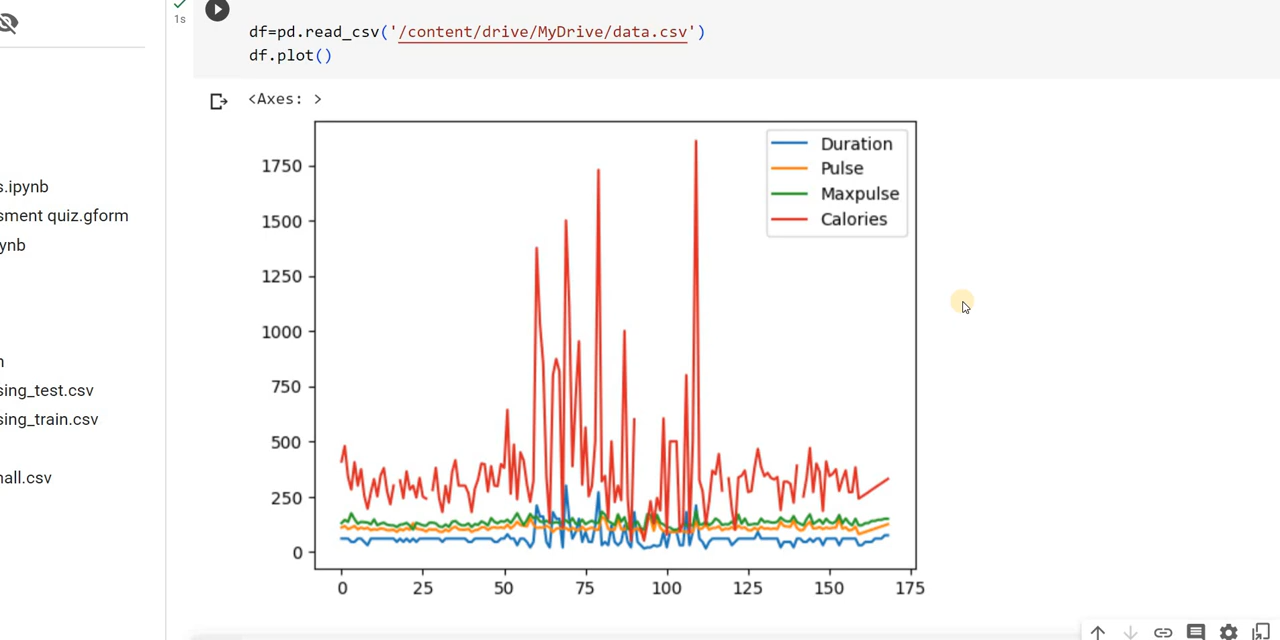 1s
df=pd.read_csv('/content/drive/MyDrive/data.csv')
df.plot()
<Axes: >
s.ipynb
sment quiz.gform
ynb
n
sing_test.csv
sing_train.csv
nall.csv
Duration
Pulse
Maxpulse
Calories
1750
1500
1250
1000
750
500
250
0
0 25 50 75 100 125 150 175